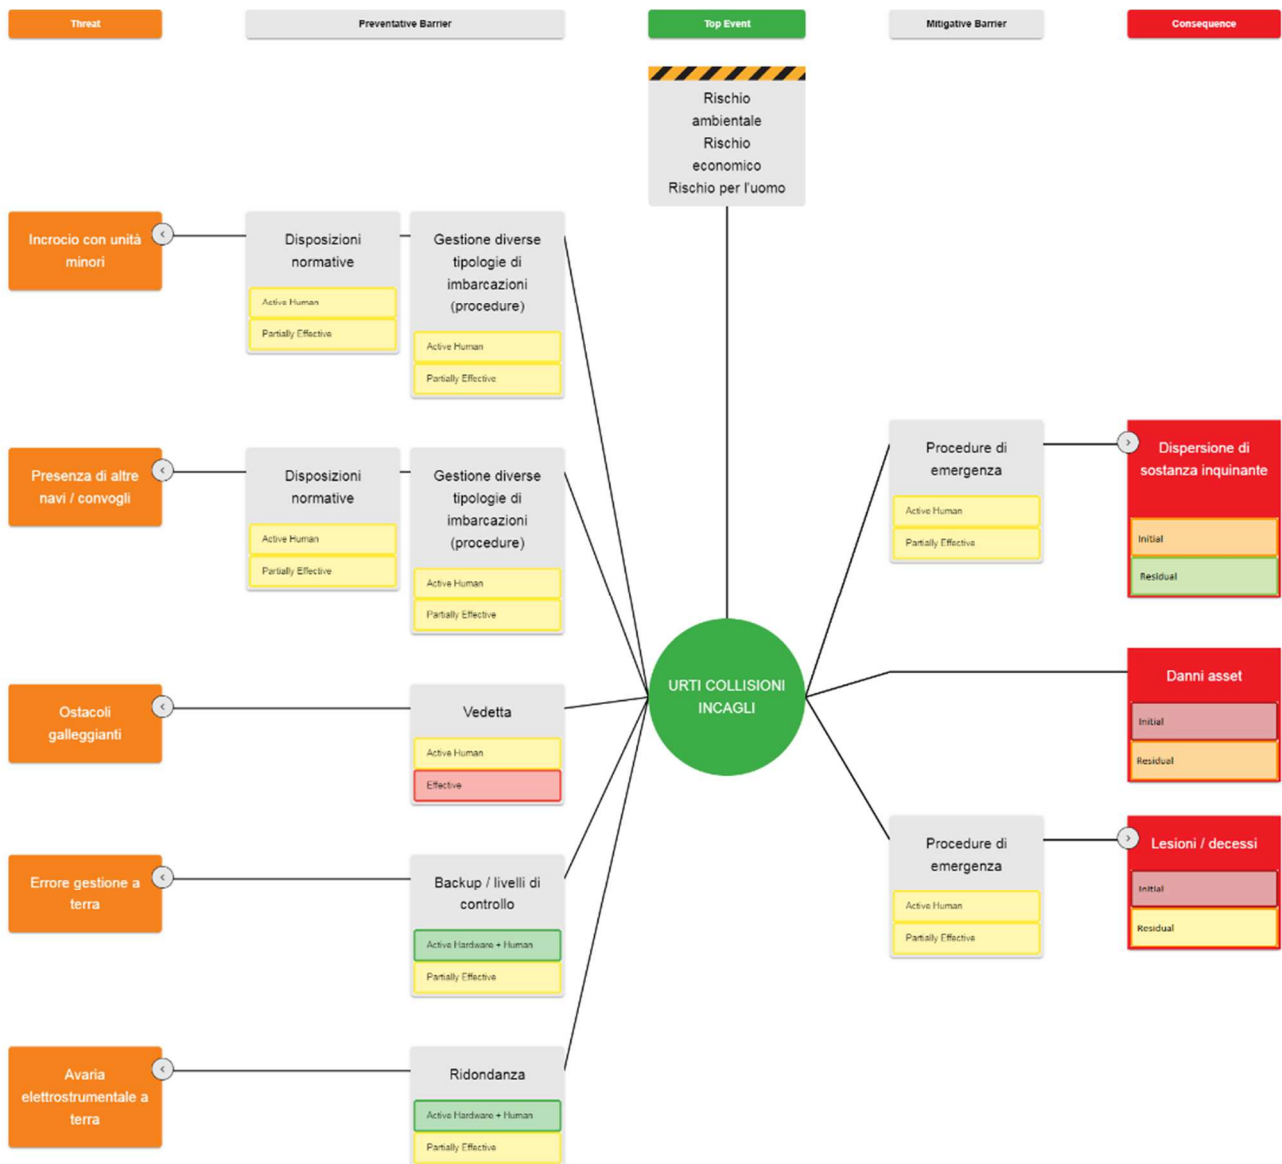 Threat
Preventative Barrier
Top Event
Mitigative Barrier
Consequence
Rischio
ambientale
Rischio
economico
Rischio per l'uomo
Incrocio con unità
minori
Disposizioni
normative
Active Human
Partially Effective
Gestione diverse
tipologie di
imbarcazioni
(procedure)
Active Human
Partially Effective
Presenza di altre
navi / convogli
Disposizioni
normative
Active Human
Partially Effective
Gestione diverse
tipologie di
imbarcazioni
(procedure)
Active Human
Partially Effective
Ostacoli
galleggianti
Vedetta
Active Human
Effective
Errore gestione a
terra
Backup / livelli di
controllo
Active Hardware + Human
Partially Effective
Avaria
elettrostrumentale a
terra
Ridondanza
Active Hardware + Human
Partially Effective
URTI COLLISIONI
INCAGLI
Procedure di
emergenza
Active Human
Partially Effective
Dispersione di
sostanza inquinante
Initial
Residual
Danni asset
Initial
Residual
Procedure di
emergenza
Active Human
Partially Effective
Lesioni / decessi
Initial
Residual